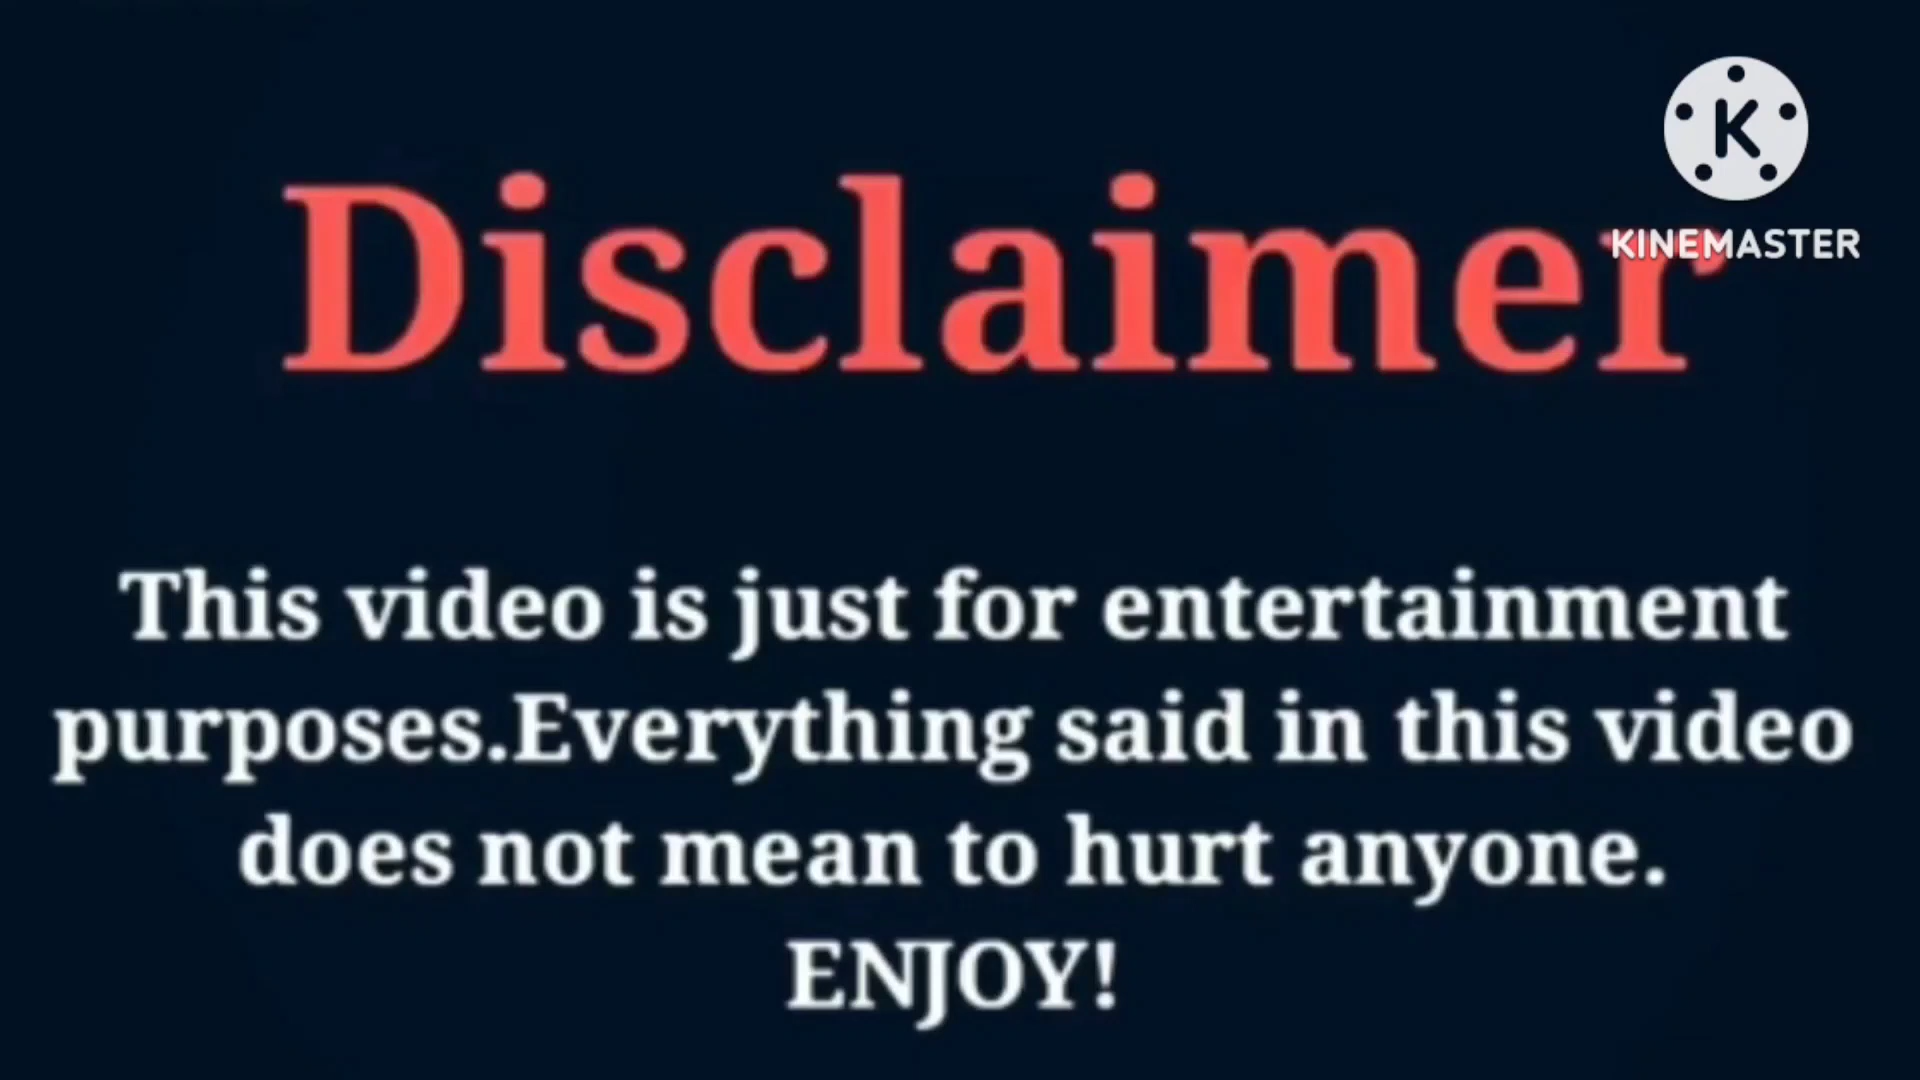 K
KINEMASTER
Disclaimer
This video is just for entertainment
purposes.Everything said in this video
does not mean to hurt anyone.
ENJOY!